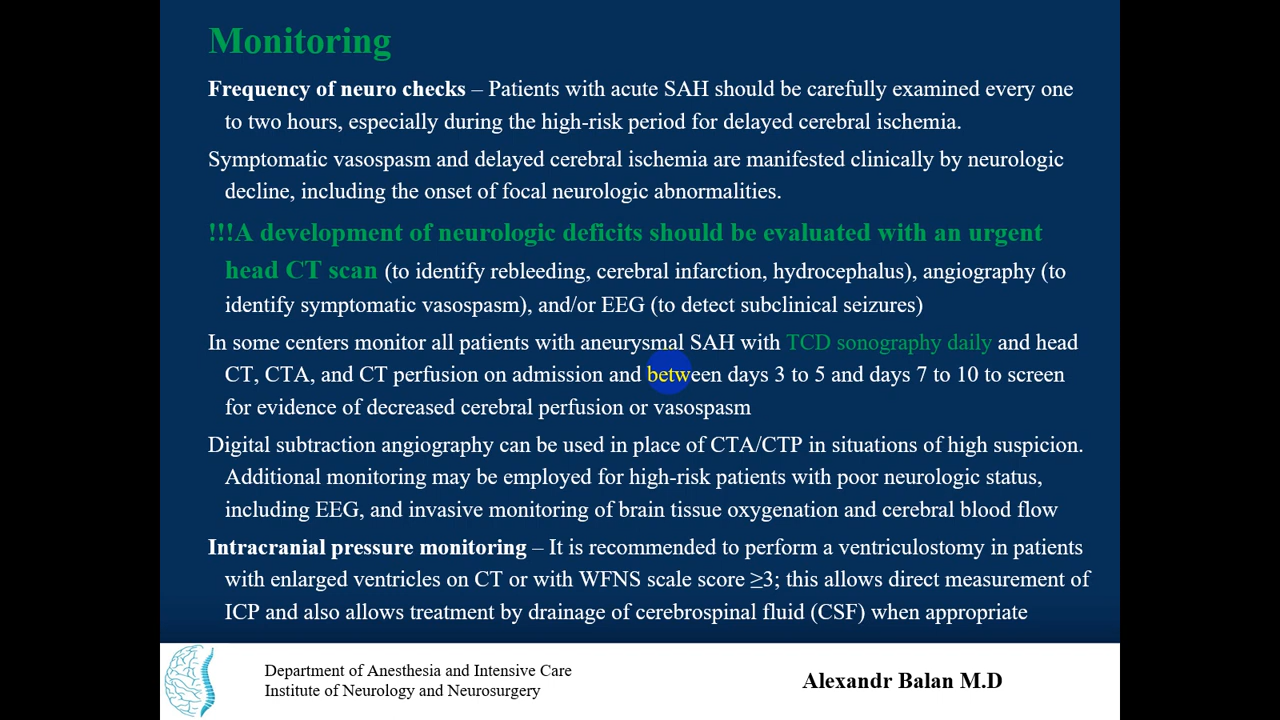 Monitoring
Frequency of neuro checks – Patients with acute SAH should be carefully examined every one
to two hours, especially during the high-risk period for delayed cerebral ischemia.
Symptomatic vasospasm and delayed cerebral ischemia are manifested clinically by neurologic
decline, including the onset of focal neurologic abnormalities.
!!!A development of neurologic deficits should be evaluated with an urgent
head CT scan (to identify rebleeding, cerebral infarction, hydrocephalus), angiography (to
identify symptomatic vasospasm), and/or EEG (to detect subclinical seizures)
In some centers monitor all patients with aneurysmal SAH with TCD sonography daily and head
CT, CTA, and CT perfusion on admission and between days 3 to 5 and days 7 to 10 to screen
for evidence of decreased cerebral perfusion or vasospasm
Digital subtraction angiography can be used in place of CTA/CTP in situations of high suspicion.
Additional monitoring may be employed for high-risk patients with poor neurologic status,
including EEG, and invasive monitoring of brain tissue oxygenation and cerebral blood flow
Intracranial pressure monitoring – It is recommended to perform a ventriculostomy in patients
with enlarged ventricles on CT or with WFNS scale score ≥3; this allows direct measurement of
ICP and also allows treatment by drainage of cerebrospinal fluid (CSF) when appropriate
Department of Anesthesia and Intensive Care
Institute of Neurology and Neurosurgery
Alexandr Balan M.D